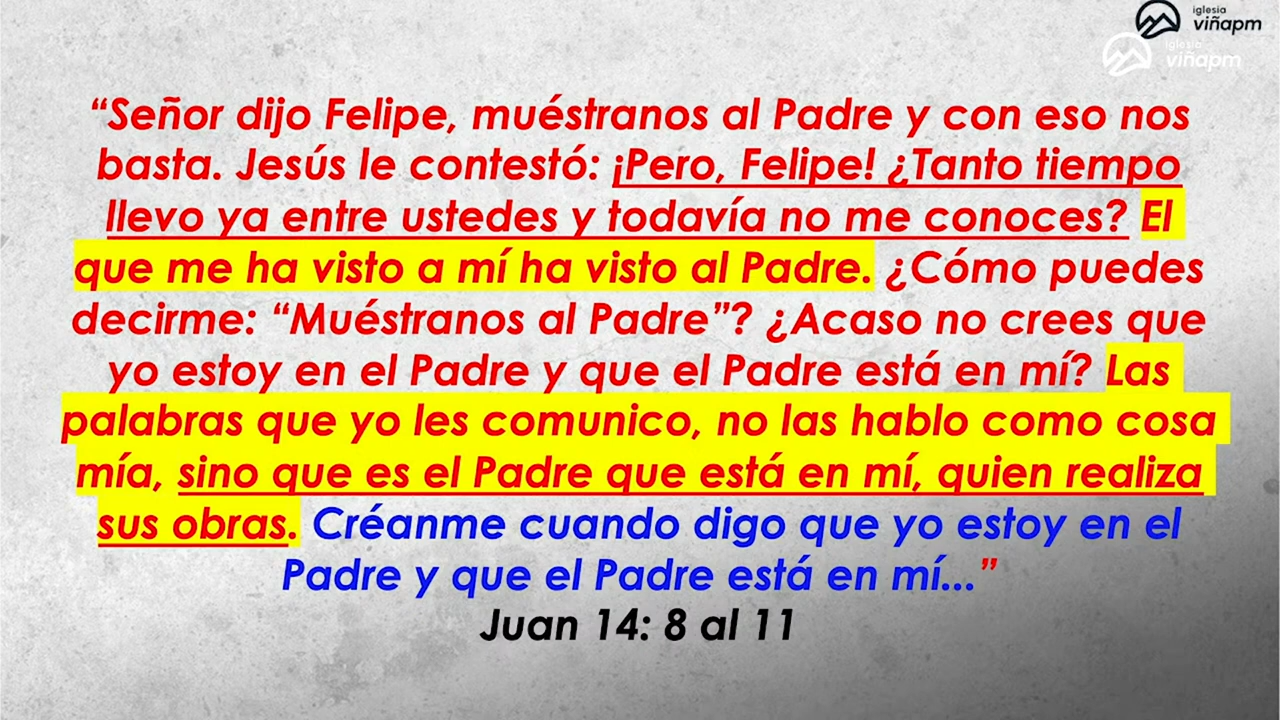 iglesia
viñapm
iglesia
viñapm
“Señor dijo Felipe, muéstranos al Padre y con eso nos
basta. Jesús le contestó: ¡Pero, Felipe! ¿Tanto tiempo
llevo ya entre ustedes y todavía no me conoces? El
que me ha visto a mí ha visto al Padre. ¿Cómo puedes
decirme: “Muéstranos al Padre”? ¿Acaso no crees que
yo estoy en el Padre y que el Padre está en mí? Las
palabras que yo les comunico, no las hablo como cosa
mía, sino que es el Padre que está en mí, quien realiza
sus obras. Créanme cuando digo que yo estoy en el
Padre y que el Padre está en mí...”
Juan 14: 8 al 11